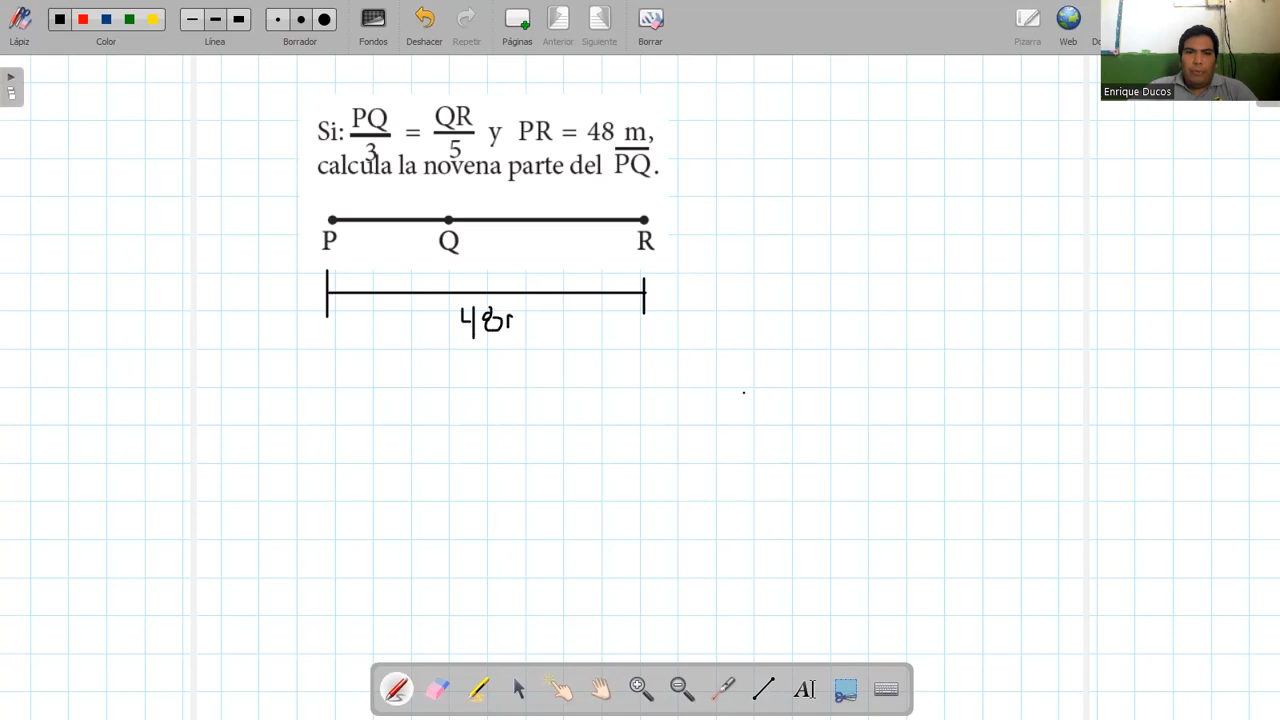 Lápiz Color Línea Borrador Fondos Deshacer Repetir Páginas Anterior Siguiente Borrar Pizarra Web
Enrique Ducos
Si: PQ/3 = QR/5 y PR = 48 m,
calcula la novena parte del PQ.
P Q R
48
AI